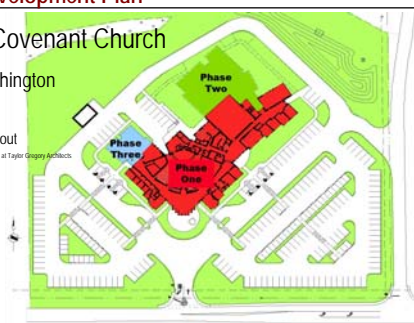 velopment Plan
Covenant Church
hington
out
at Taylor Gregory Architects
Phase
Two
Phase
Three
Phase
One